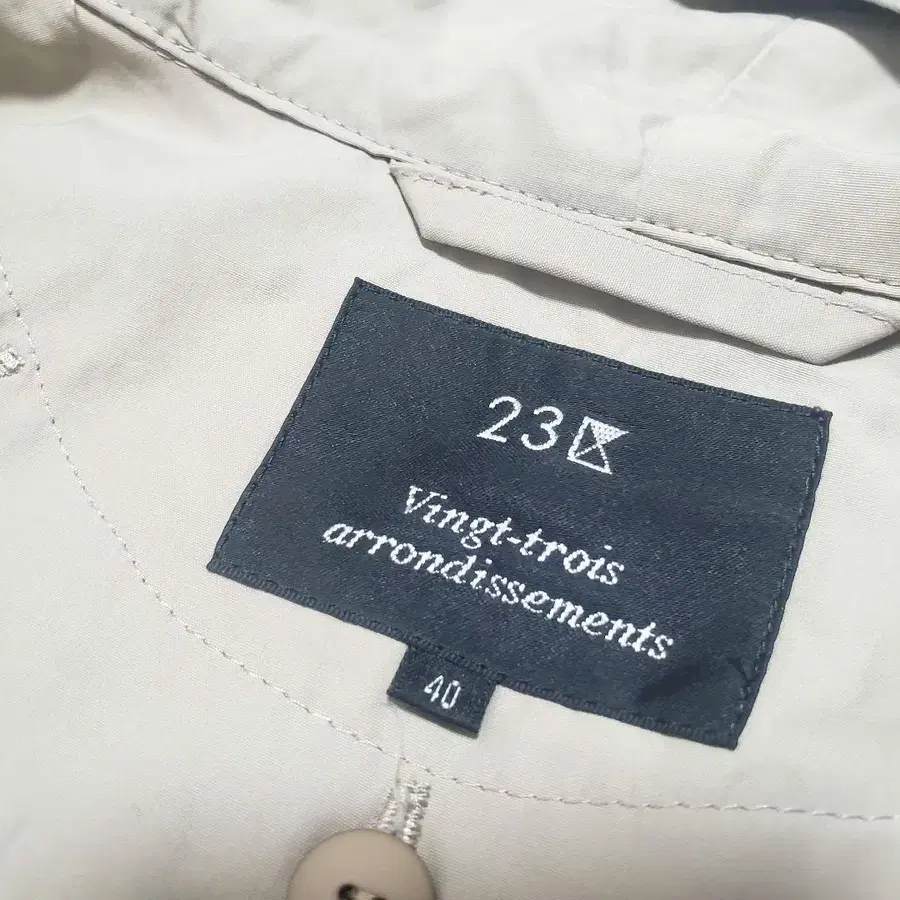 23区
Vingt-trois
arrondissements
40